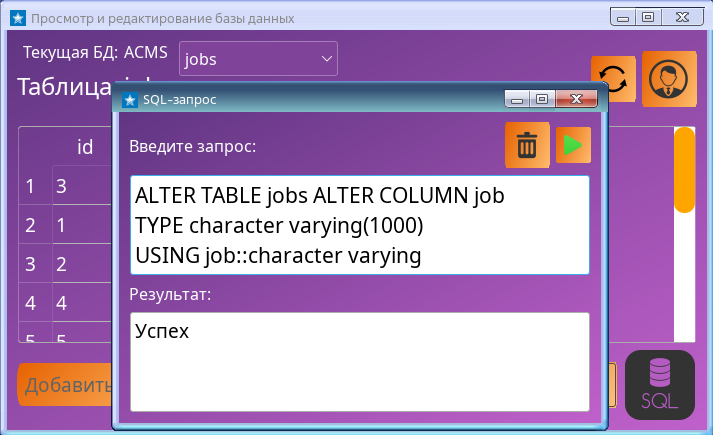 Просмотр и редактирование базы данных
Текущая БД: ACMS
jobs
Таблица
SQL-запрос
id
Введите запрос:
1 3
2 1
3 2
4 4
5 5
ALTER TABLE jobs ALTER COLUMN job
TYPE character varying(1000)
USING job::character varying
Результат:
Успех
Добавить
SQL